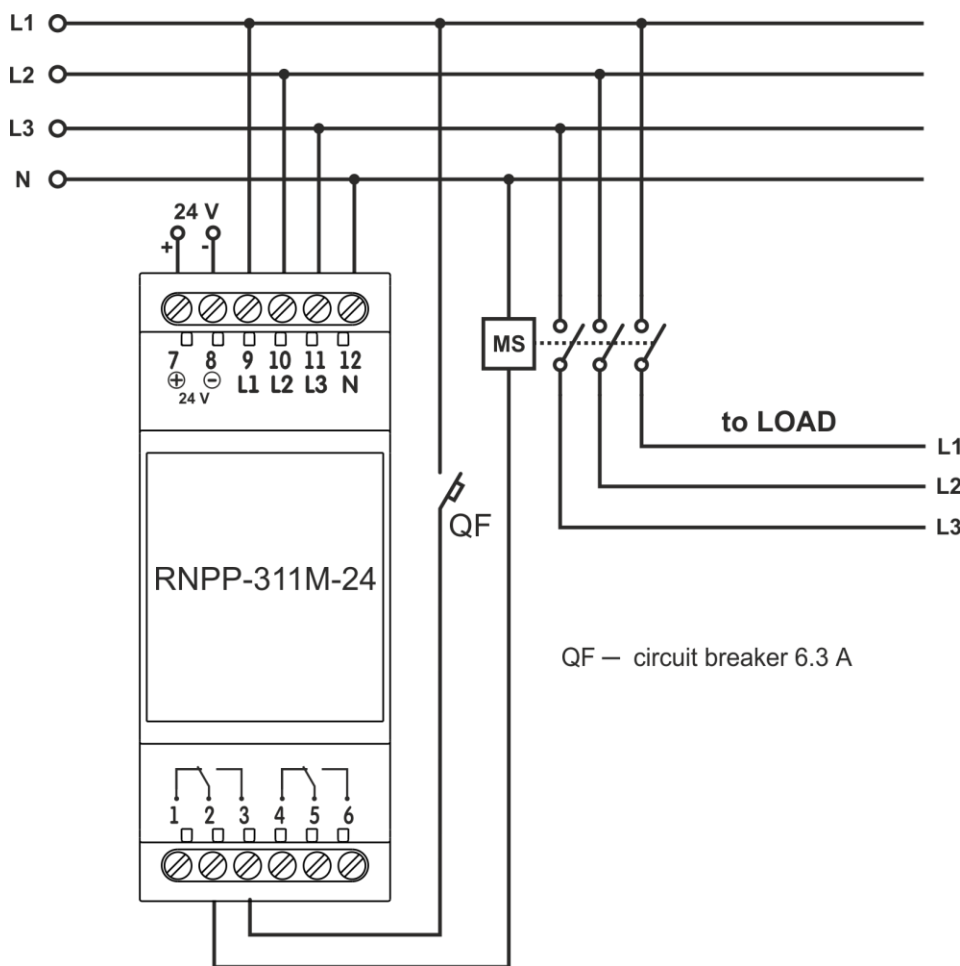 L1
L2
L3
N
24 V
+ -
7 8 9 10 11 12
⊕ ⊖ L1 L2 L3 N
24 V
MS
to LOAD
L1
L2
L3
QF
RNPP-311M-24
QF — circuit breaker 6.3 A
1 2 3 4 5 6